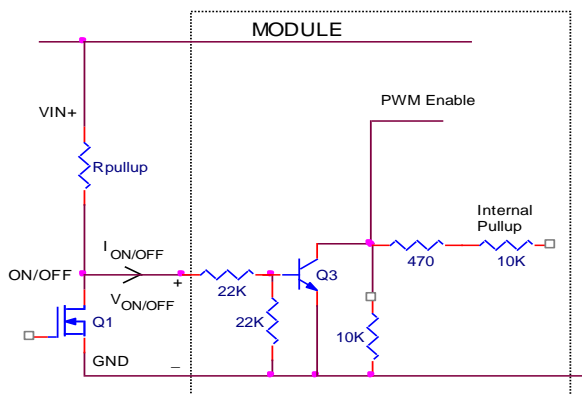 MODULE
PWM Enable
VIN+
Rpullup
Internal
Pullup
I ON/OFF
ON/OFF
Q3
470
10K
22K
+
V ON/OFF
Q1
22K
10K
GND
_